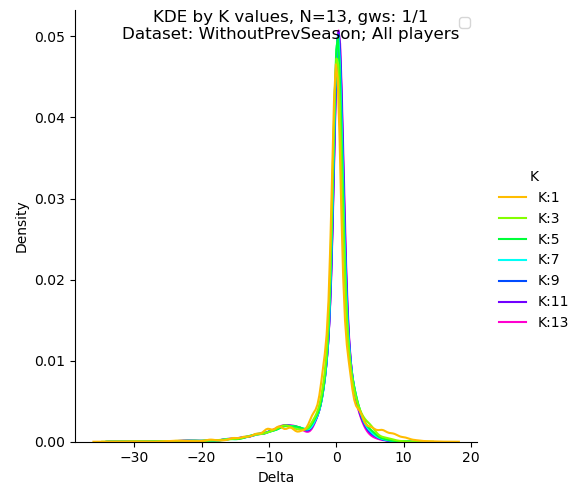 KDE by K values, N=13, gws: 1/1
Dataset: WithoutPrevSeason; All players
0.05
0.04
0.03
0.02
0.01
0.00
Density
−30
−20
−10
0
10
20
Delta
K
K:1
K:3
K:5
K:7
K:9
K:11
K:13